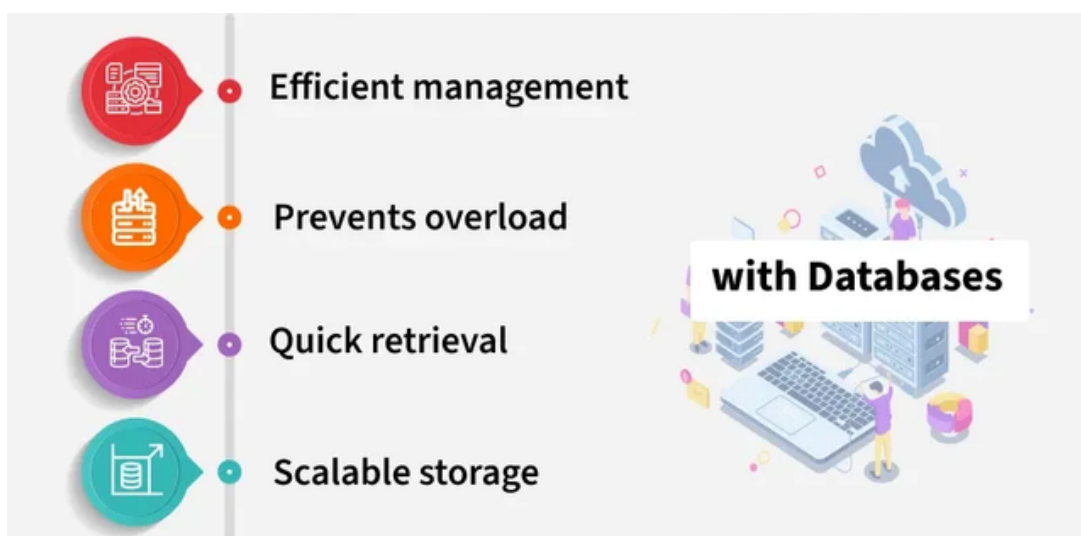 Efficient management
Prevents overload
with Databases
Quick retrieval
Scalable storage